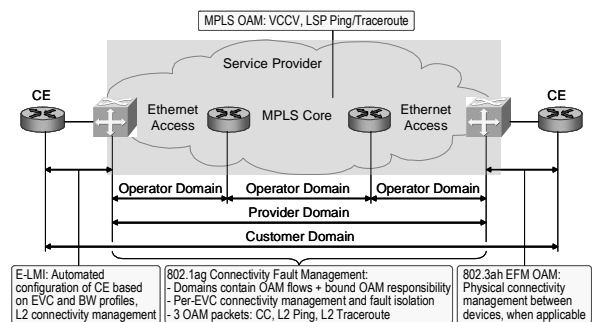 MPLS OAM: VCCV, LSP Ping/Traceroute
Service Provider
CE
CE
Ethernet
Access
MPLS Core
Ethernet
Access
Operator Domain
Operator Domain
Operator Domain
Provider Domain
Customer Domain
E-LMI: Automated
configuration of CE based
on EVC and BW profiles,
L2 connectivity management
802.1ag Connectivity Fault Management:
- Domains contain OAM flows + bound OAM responsibility
- Per-EVC connectivity management and fault isolation
- 3 OAM packets: CC, L2 Ping, L2 Traceroute
802.3ah EFM OAM:
Physical connectivity
management between
devices, when applicable